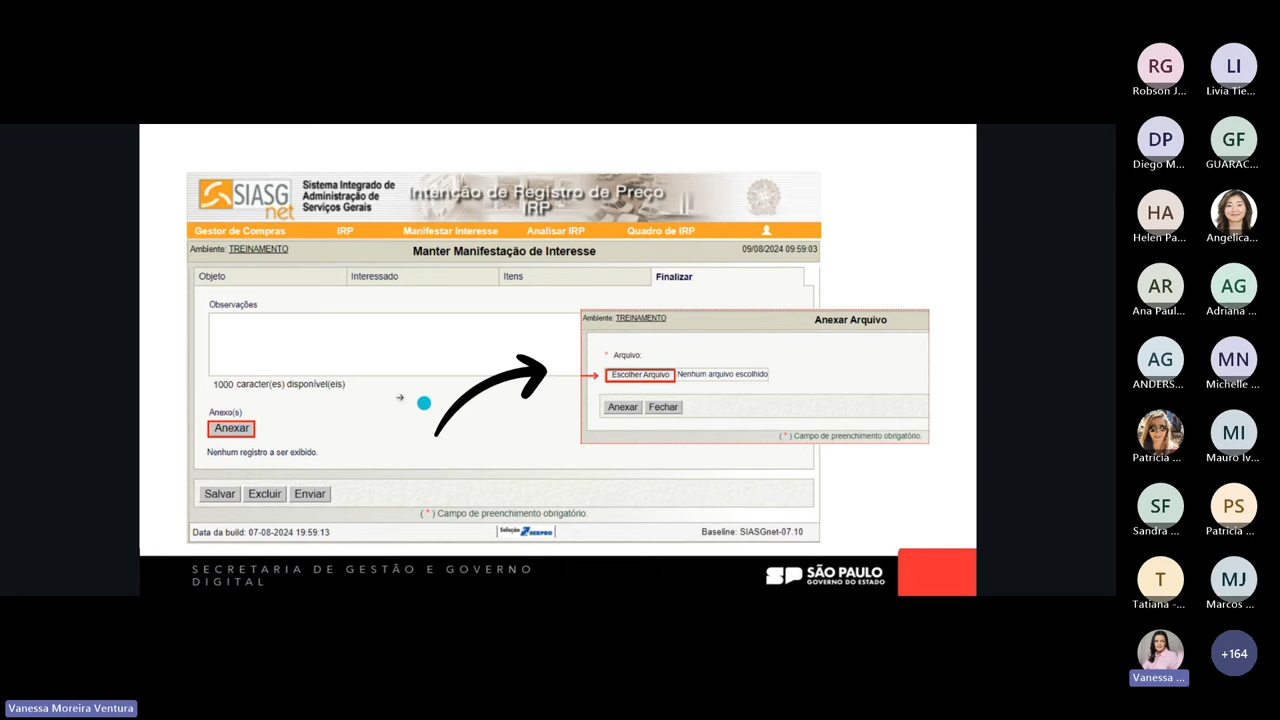 SIASG
net
Sistema Integrado de
Administração de
Serviços Gerais
Intenção de Registro de Preço
IRP
Gestor de Compras IRP Manifestar Interesse Analisar IRP Quadro de IRP
Ambiente: TREINAMENTO Manter Manifestação de Interesse 09/08/2024 09:59:03
Objeto Interessado Itens Finalizar
Observações
1000 caracter(es) disponível(eis)
Anexo(s)
Anexar
Nenhum registro a ser exibido.
Salvar Excluir Enviar
( * ) Campo de preenchimento obrigatório.
Data da build: 07-08-2024 19:59:13 Solução SERPRO Baseline: SIASGnet-07.10
Ambiente: TREINAMENTO Anexar Arquivo
* Arquivo:
Escolher Arquivo Nenhum arquivo escolhido
Anexar Fechar
( * ) Campo de preenchimento obrigatório.
SECRETARIA DE GESTÃO E GOVERNO
DIGITAL
SP SÃO PAULO
GOVERNO DO ESTADO
RG LI
Robson J... Livia Tie...
DP GF
Diego M... GUARAC...
HA
Helen Pa... Angelica...
AR AG
Ana Paul... Adriana ...
AG MN
ANDERS... Michelle ...
MI
Patrícia ... Mauro Iv...
SF PS
Sandra ... Patricia ...
T MJ
Tatiana -... Marcos ...
+164
Vanessa ...
Vanessa Moreira Ventura